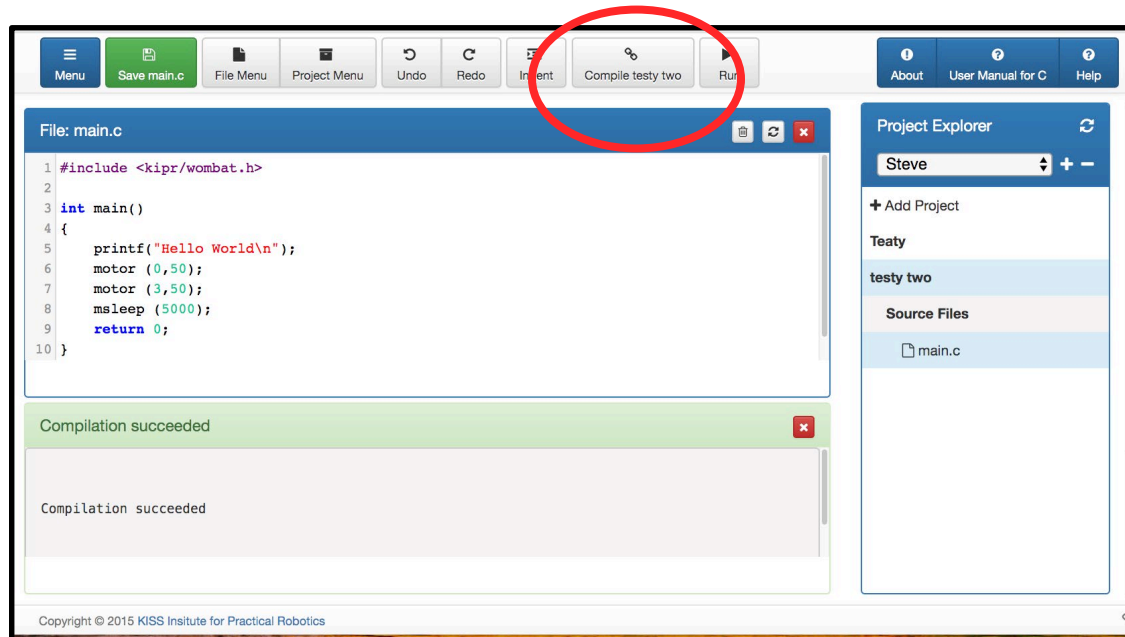 Menu
Save main.c
File Menu
Project Menu
Undo
Redo
Indent
Compile testy two
Run
About
User Manual for C
Help
File: main.c
1 #include <kipr/wombat.h>
2
3 int main()
4 {
5 printf("Hello World\n");
6 motor (0,50);
7 motor (3,50);
8 msleep (5000);
9 return 0;
10 }
Compilation succeeded
Compilation succeeded
Project Explorer
Steve
+ Add Project
Teaty
testy two
Source Files
main.c
Copyright © 2015 KISS Insitute for Practical Robotics